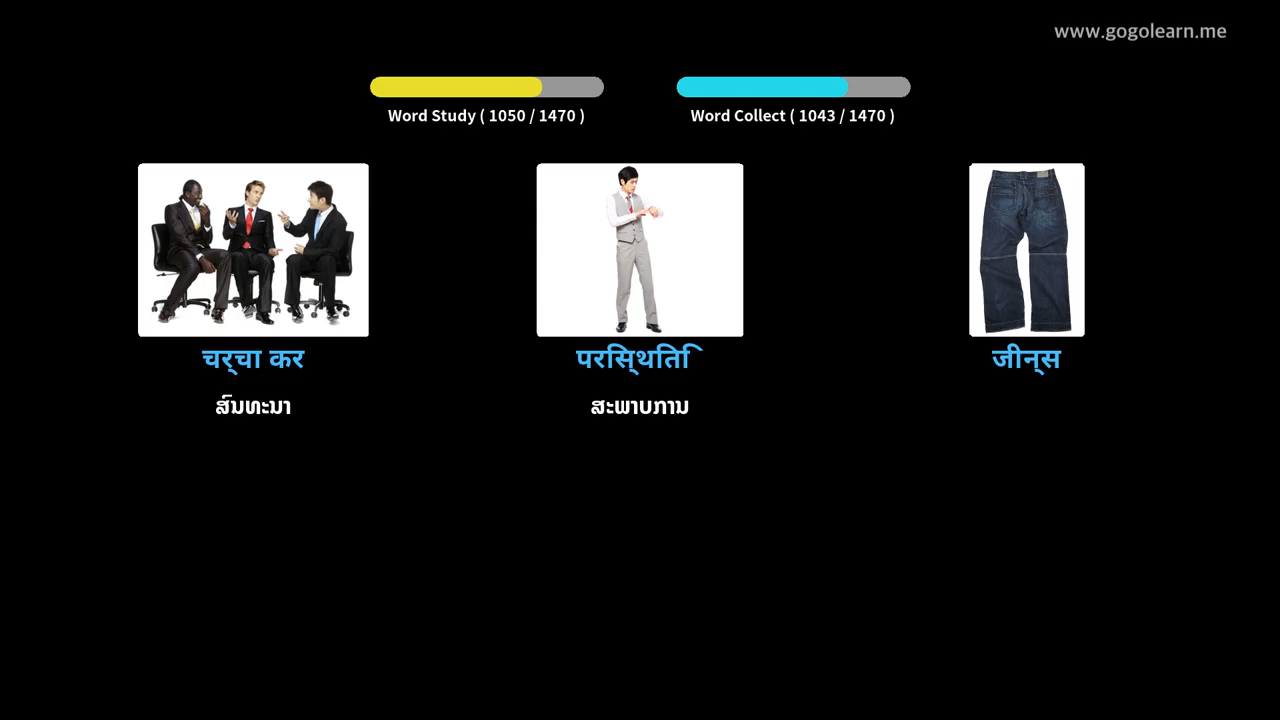 www.gogolearn.me
Word Study ( 1050 / 1470 )
Word Collect ( 1043 / 1470 )
चर्चा कर
परिस्थिति
जीन्स
ສົນທະນາ
ສະພາບການ